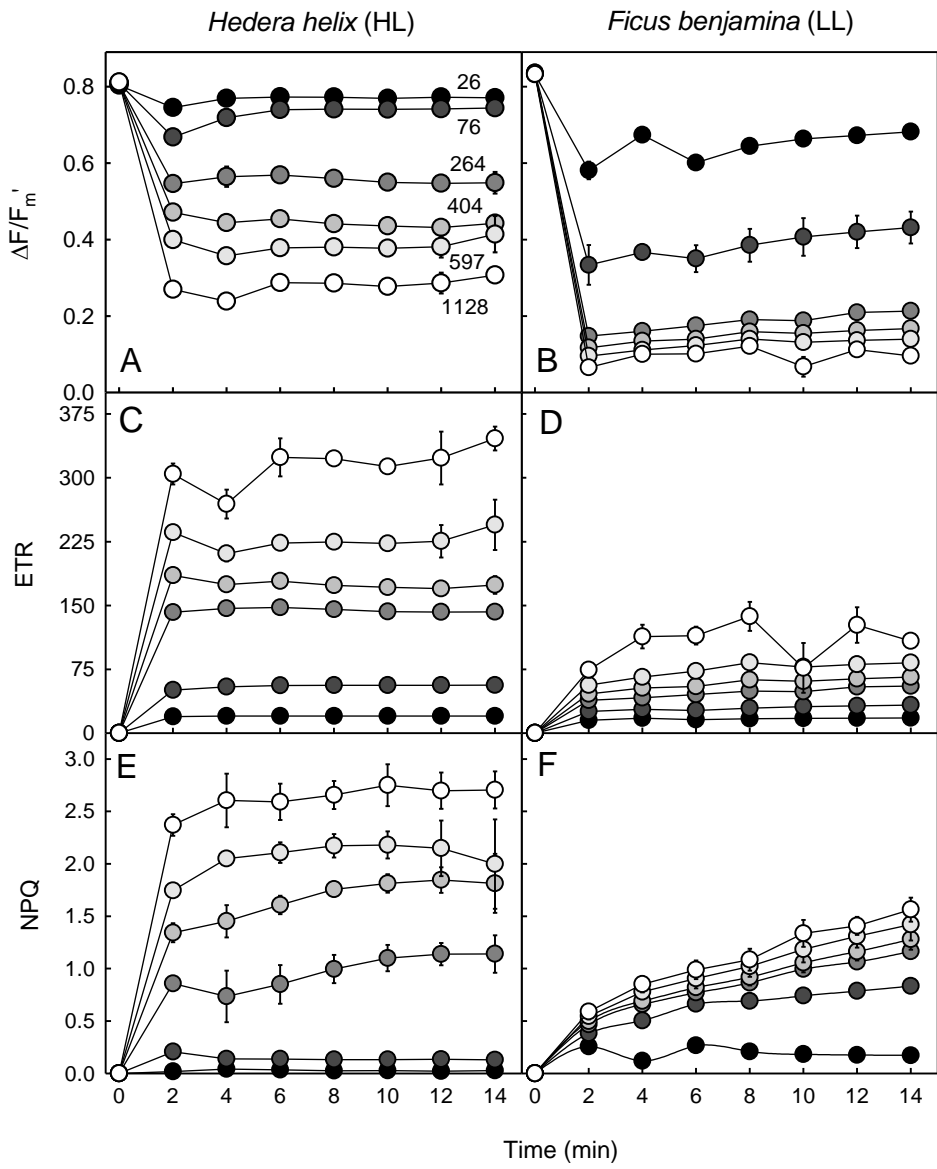 Hedera helix (HL) Ficus benjamina (LL)
0.8
0.6
0.4
0.2
0.0
ΔF/Fm'
26
76
264
404
597
1128
A
B
375
300
225
150
75
0
ETR
C
D
3.0
2.5
2.0
1.5
1.0
0.5
0.0
NPQ
E
F
0 2 4 6 8 10 12 14 0 2 4 6 8 10 12 14
Time (min)